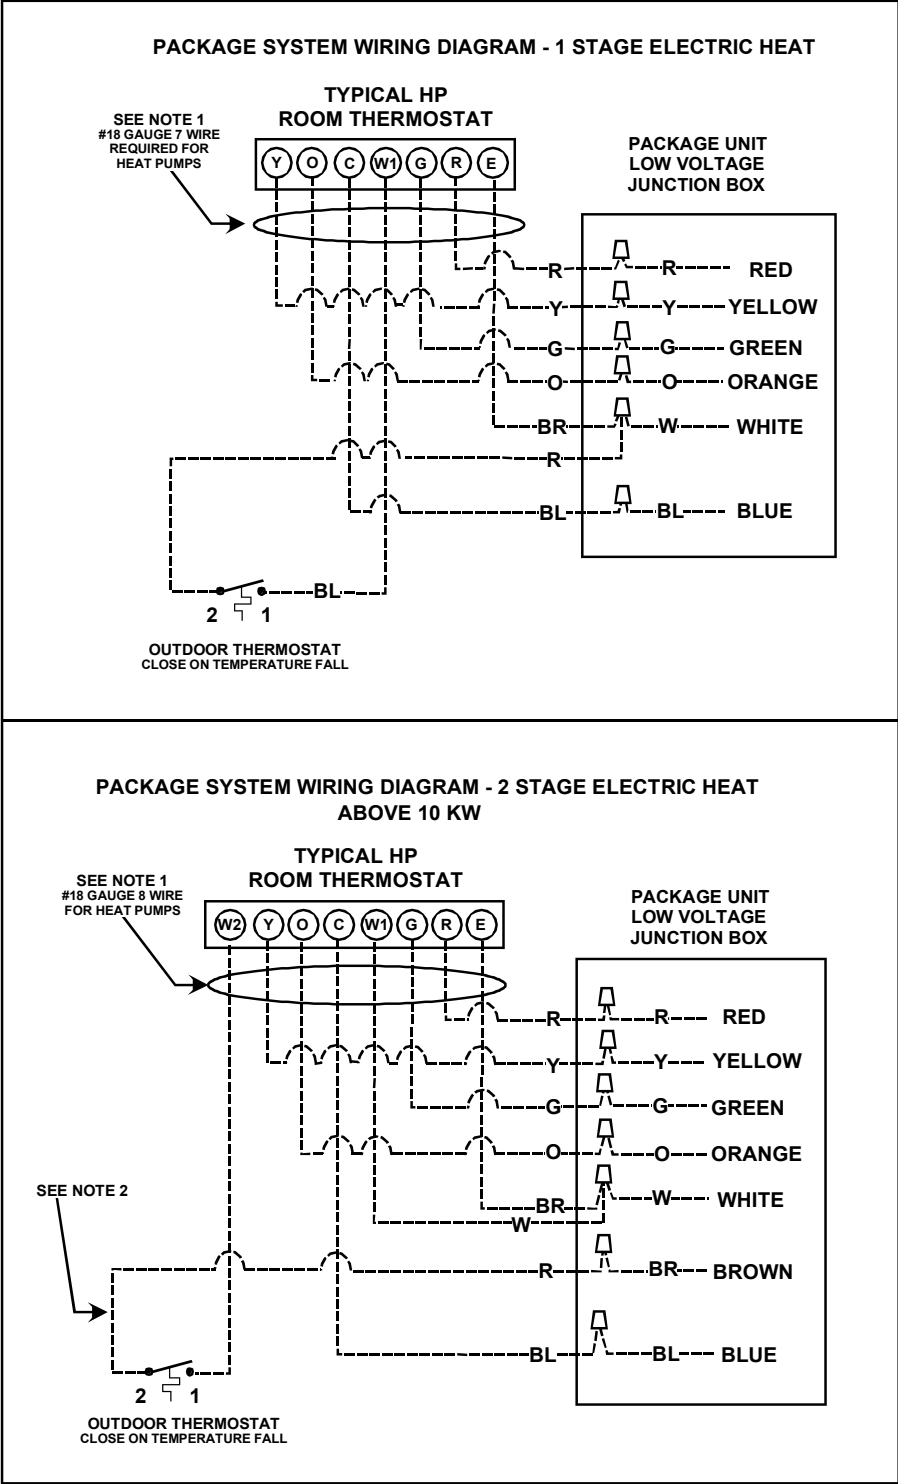 PACKAGE SYSTEM WIRING DIAGRAM - 1 STAGE ELECTRIC HEAT
TYPICAL HP
ROOM THERMOSTAT
SEE NOTE 1
#18 GAUGE 7 WIRE
REQUIRED FOR
HEAT PUMPS
PACKAGE UNIT
LOW VOLTAGE
JUNCTION BOX
Y O C W1 G R E
R R RED
Y Y YELLOW
G G GREEN
O O ORANGE
BR W WHITE
R
BL BL BLUE
BL
2 1
OUTDOOR THERMOSTAT
CLOSE ON TEMPERATURE FALL
PACKAGE SYSTEM WIRING DIAGRAM - 2 STAGE ELECTRIC HEAT
ABOVE 10 KW
TYPICAL HP
ROOM THERMOSTAT
SEE NOTE 1
#18 GAUGE 8 WIRE
FOR HEAT PUMPS
PACKAGE UNIT
LOW VOLTAGE
JUNCTION BOX
W2 Y O C W1 G R E
R R RED
Y Y YELLOW
G G GREEN
O O ORANGE
SEE NOTE 2
BR W WHITE
W
R BR BROWN
BL BL BLUE
2 1
OUTDOOR THERMOSTAT
CLOSE ON TEMPERATURE FALL